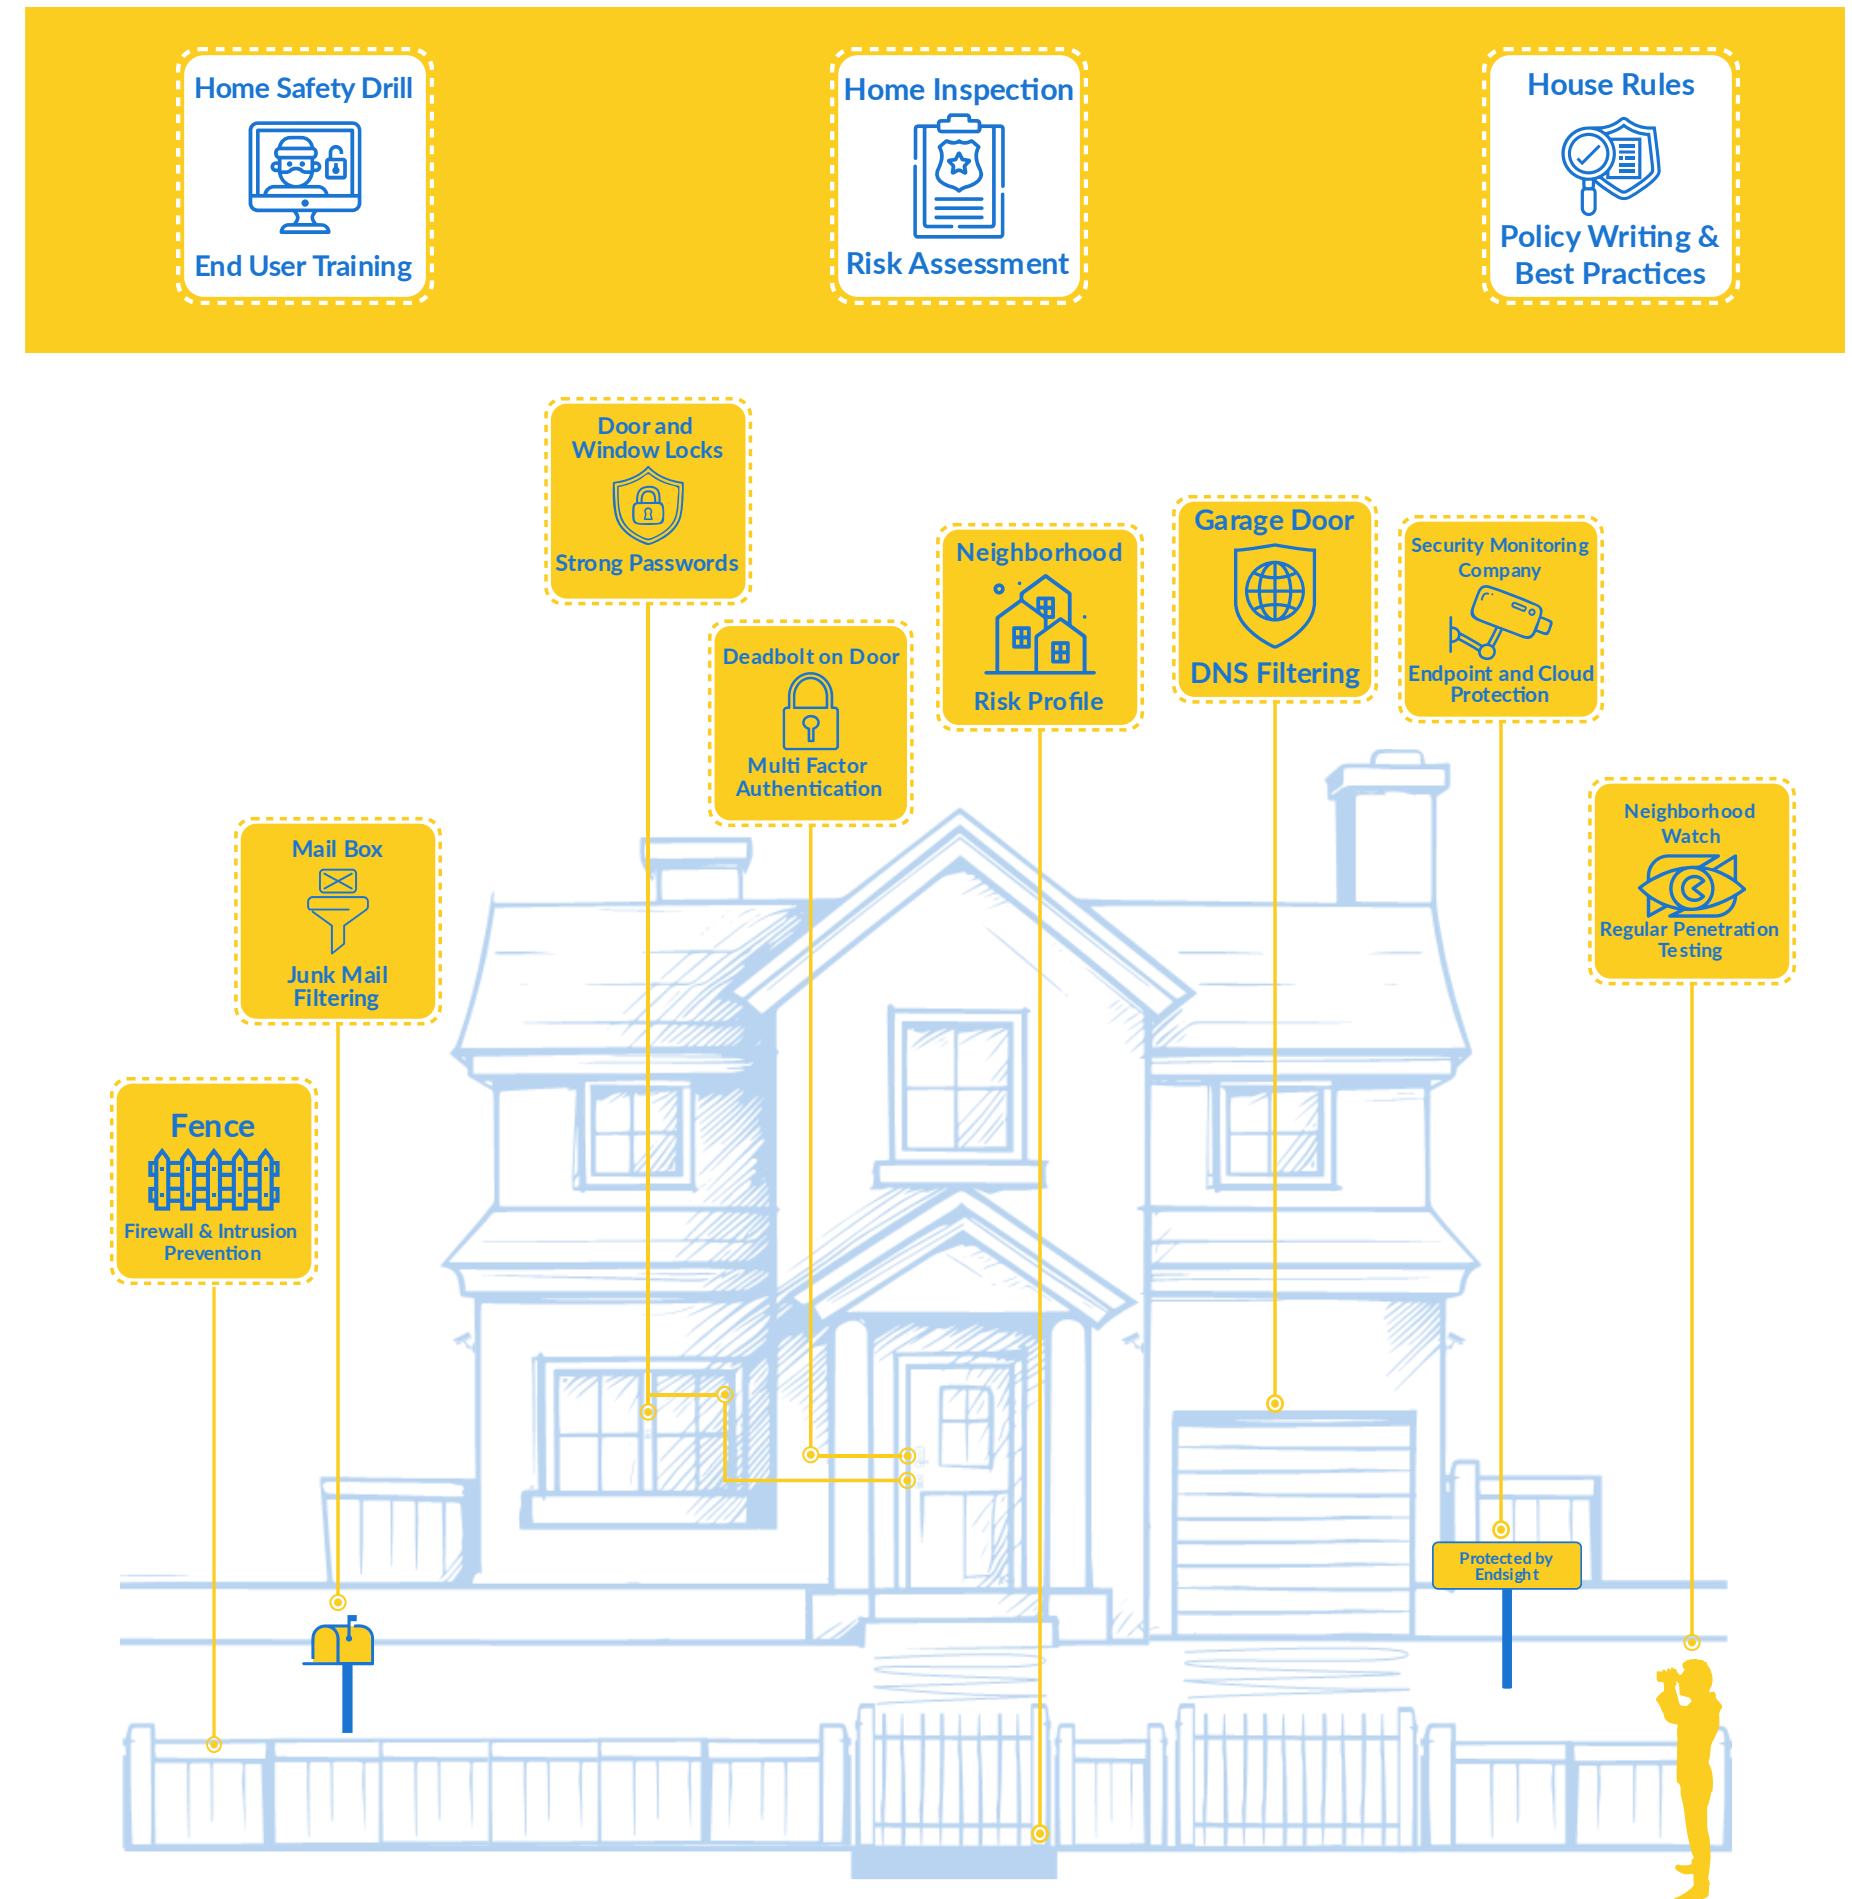 Home Safety Drill
End User Training
Home Inspection
Risk Assessment
House Rules
Policy Writing &
Best Practices
Door and
Window Locks
Strong Passwords
Deadbolt on Door
Multi Factor
Authentication
Neighborhood
Risk Profile
Garage Door
DNS Filtering
Security Monitoring
Company
Endpoint and Cloud
Protection
Neighborhood
Watch
Regular Penetration
Testing
Mail Box
Junk Mail
Filtering
Fence
Firewall & Intrusion
Prevention
Protected by
Endsight